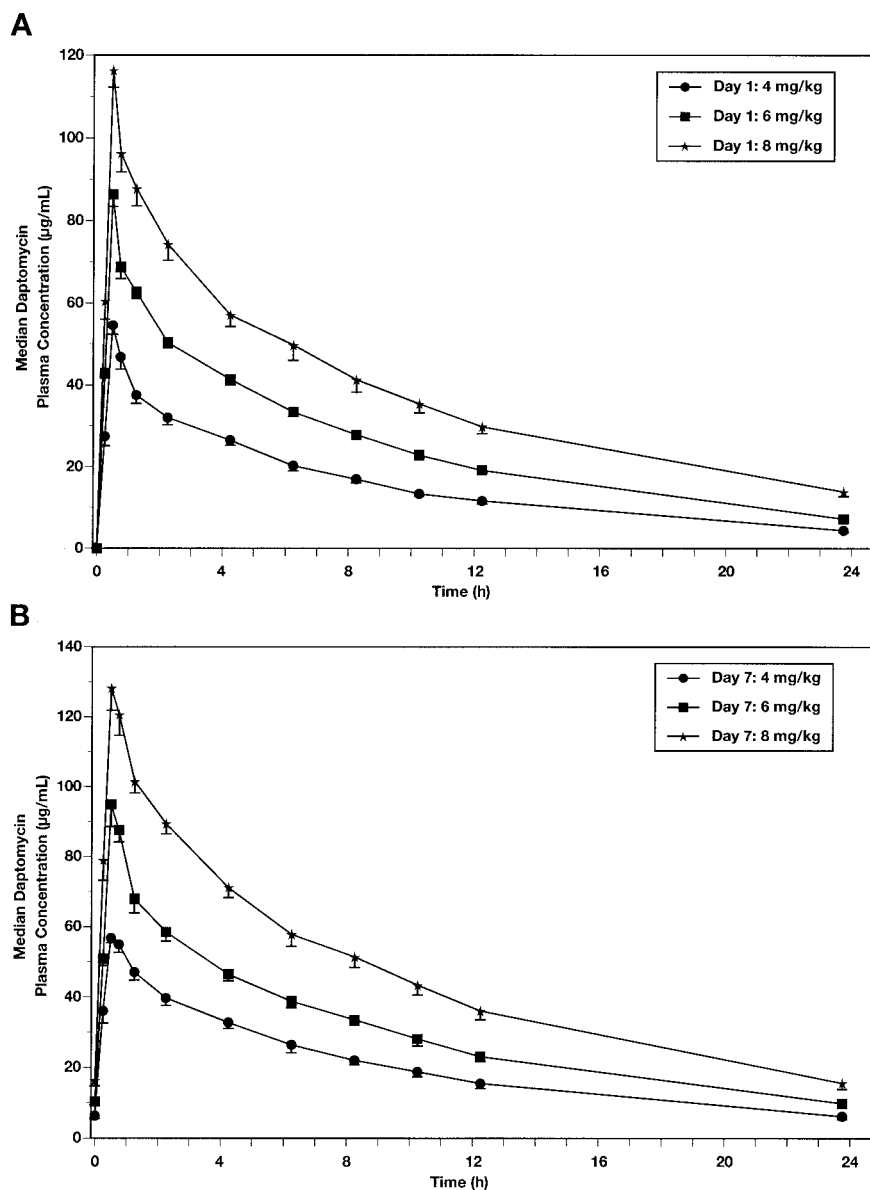 A
120
100
80
60
40
20
0
Median Daptomycin
Plasma Concentration (µg/mL)
Day 1: 4 mg/kg
Day 1: 6 mg/kg
Day 1: 8 mg/kg
0 4 8 12 16 20 24
Time (h)
B
140
120
100
80
60
40
20
0
Median Daptomycin
Plasma Concentration (µg/mL)
Day 7: 4 mg/kg
Day 7: 6 mg/kg
Day 7: 8 mg/kg
0 4 8 12 16 20 24
Time (h)